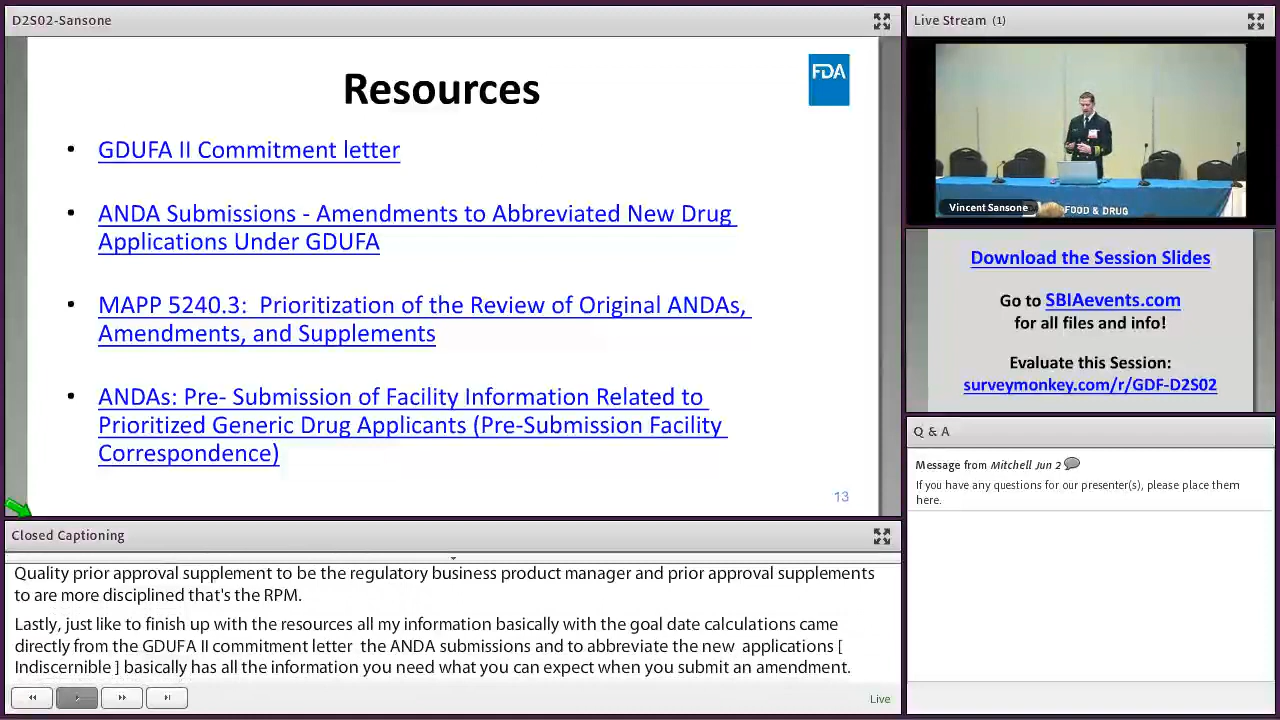 D2S02-Sansone
Resources
FDA
• GDUFA II Commitment letter
• ANDA Submissions - Amendments to Abbreviated New Drug
Applications Under GDUFA
• MAPP 5240.3:  Prioritization of the Review of Original ANDAs,
Amendments, and Supplements
• ANDAs: Pre- Submission of Facility Information Related to
Prioritized Generic Drug Applicants (Pre-Submission Facility
Correspondence)
13
Closed Captioning
Quality prior approval supplement to be the regulatory business product manager and prior approval supplements
to are more disciplined that's the RPM.
Lastly, just like to finish up with the resources all my information basically with the goal date calculations came
directly from the GDUFA II commitment letter  the ANDA submissions and to abbreviate the new  applications [
Indiscernible ] basically has all the information you need what you can expect when you submit an amendment.
Live
Live Stream (1)
Vincent Sansone
FOOD & DRUG
Download the Session Slides
Go to SBIAevents.com
for all files and info!
Evaluate this Session:
surveymonkey.com/r/GDF-D2S02
Q & A
Message from Mitchell Jun 2
If you have any questions for our presenter(s), please place them
here.